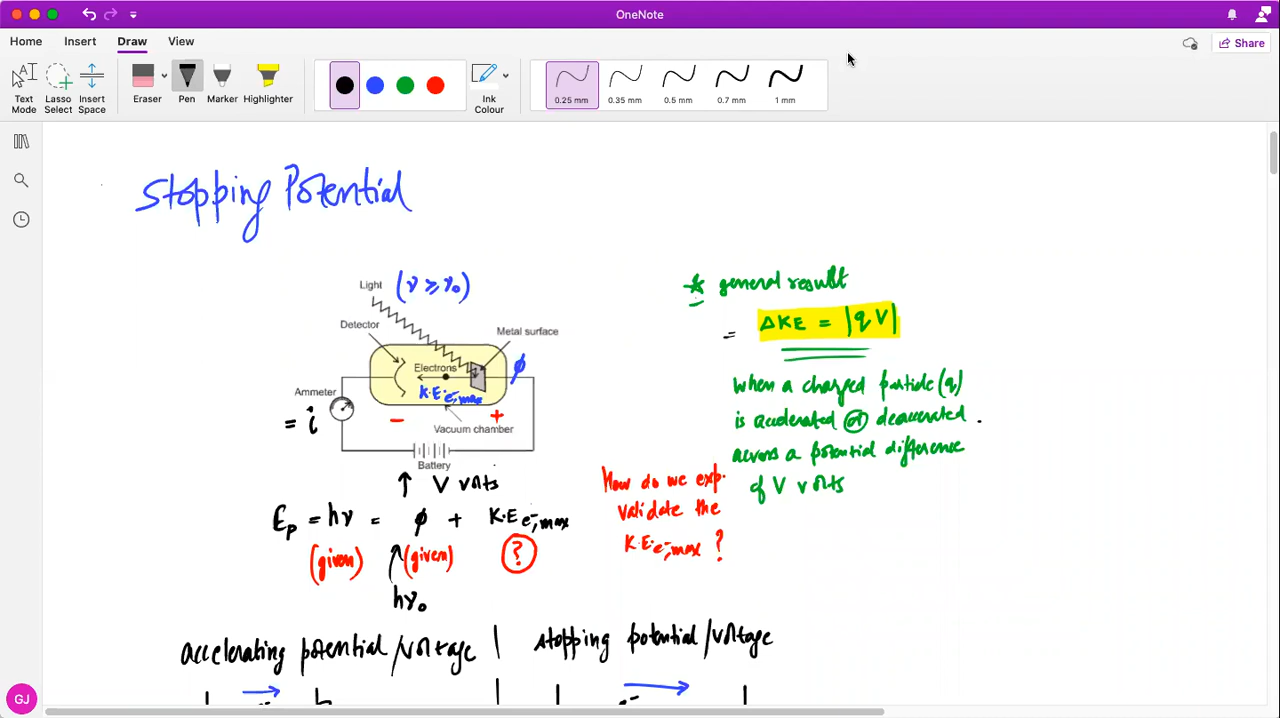 OneNote
Home Insert Draw View
Share
Text Mode
Lasso Select
Insert Space
Eraser
Pen
Marker
Highlighter
Ink Colour
0.25 mm
0.35 mm
0.5 mm
0.7 mm
1 mm
Stopping Potential
Light (ν ≥ ν₀)
Detector
Metal surface
Electrons
ϕ
K.E.e⁻,max
Ammeter
= i
− +
Vacuum chamber
Battery
↑ V volts
Ep = hν = ϕ + K.E e⁻,max
(given) (given) ?
hν₀
How do we exp.
validate the
K.E.e⁻,max ?
* general result
= ΔKE = |qV|
when a charged particle (q)
is accelerated or deaccerated.
across a potential difference
of V volts
accelerating potential/voltage | stopping potential/voltage
GJ